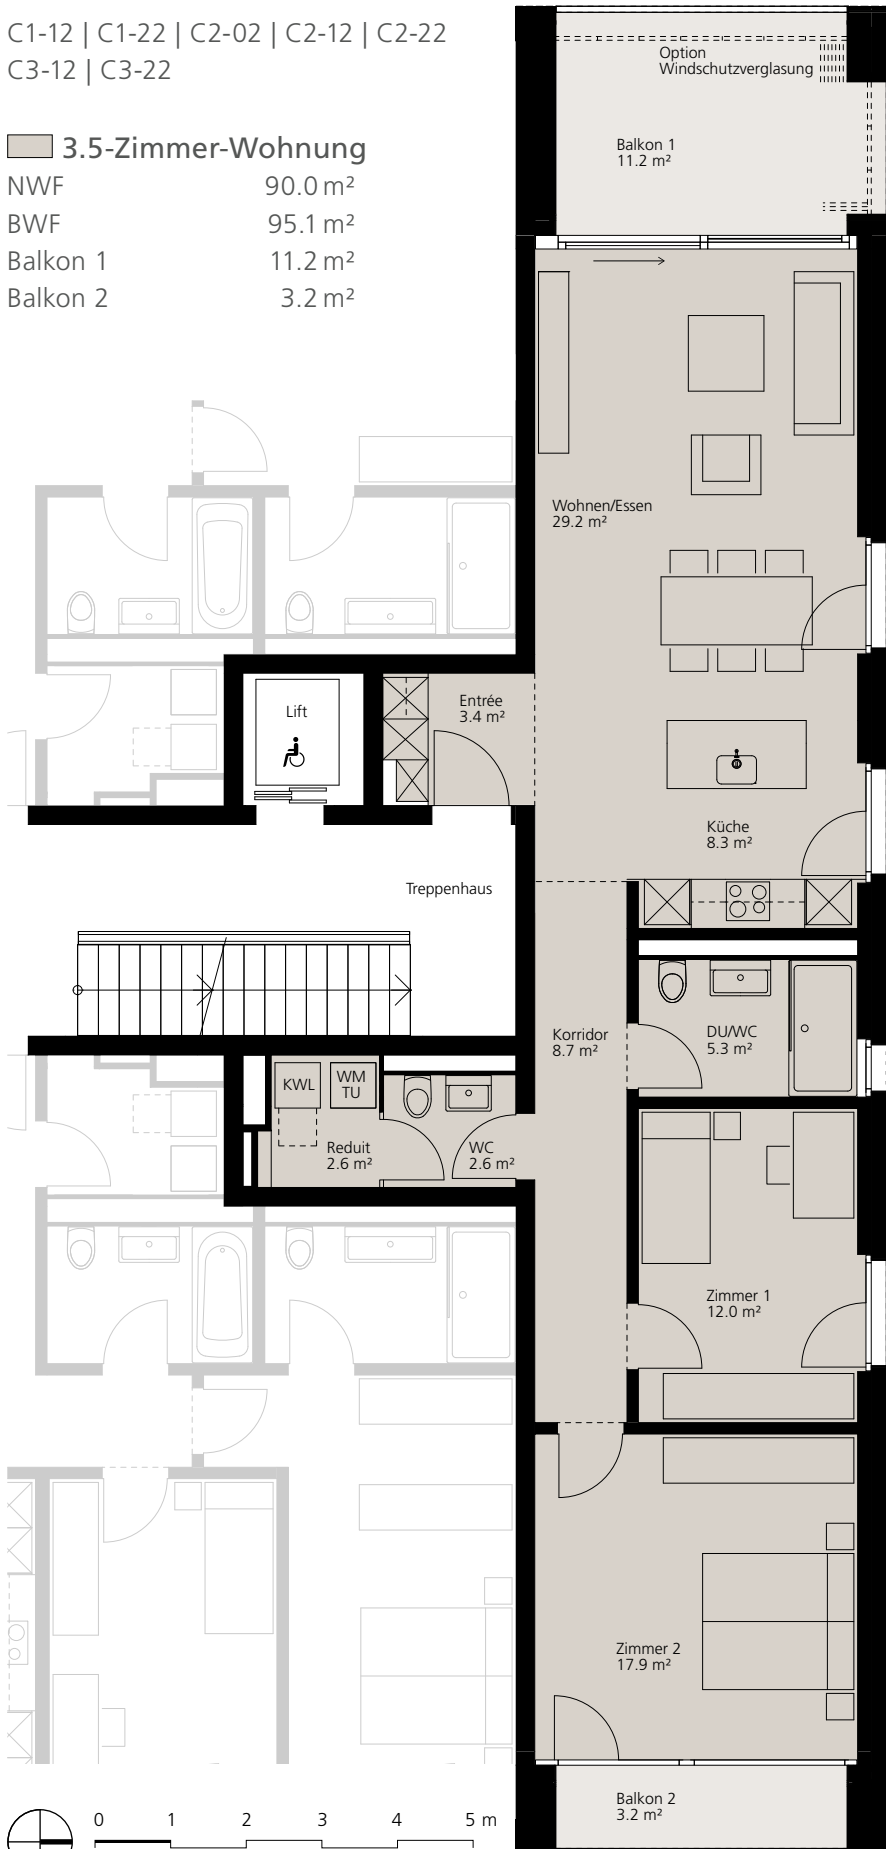 C1-12 | C1-22 | C2-02 | C2-12 | C2-22
C3-12 | C3-22
3.5-Zimmer-Wohnung
NWF 90.0 m²
BWF 95.1 m²
Balkon 1 11.2 m²
Balkon 2 3.2 m²
Option
Windschutzverglasung
Balkon 1
11.2 m²
Wohnen/Essen
29.2 m²
Lift
Entrée
3.4 m²
Küche
8.3 m²
Treppenhaus
Korridor
8.7 m²
DU/WC
5.3 m²
KWL
WM
TU
Reduit
2.6 m²
WC
2.6 m²
Zimmer 1
12.0 m²
Zimmer 2
17.9 m²
Balkon 2
3.2 m²
0 1 2 3 4 5 m